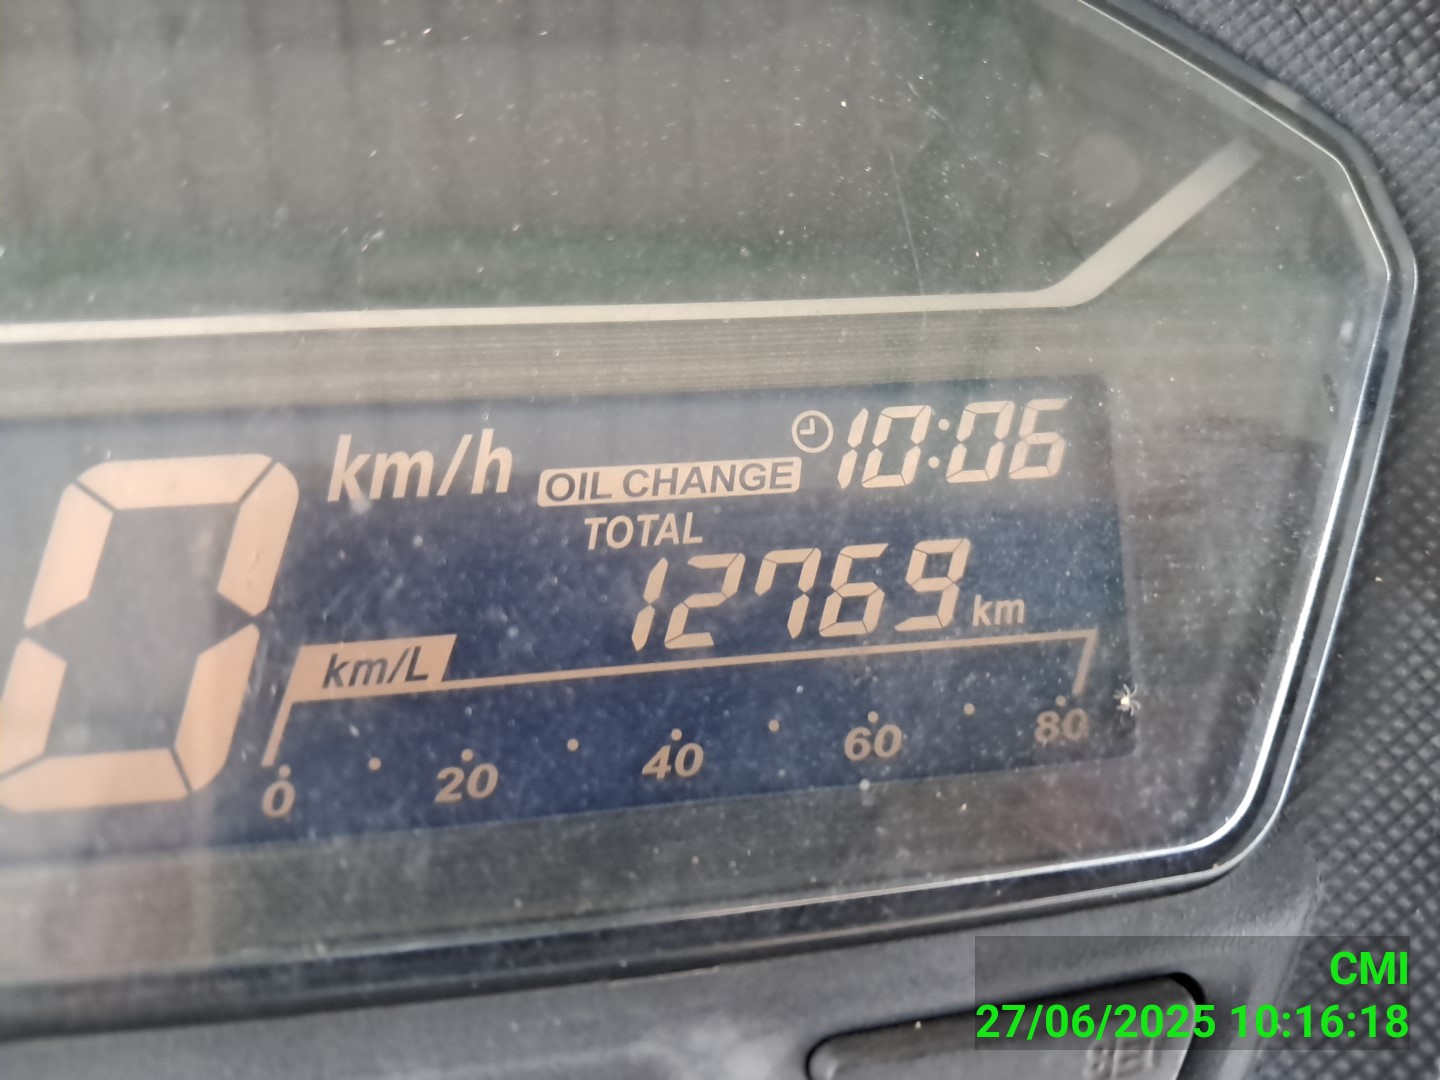 0 km/h
OIL CHANGE 10:06
TOTAL
12769 km
km/L
0 20 40 60 80
SEL
CMI
27/06/2025 10:16:18